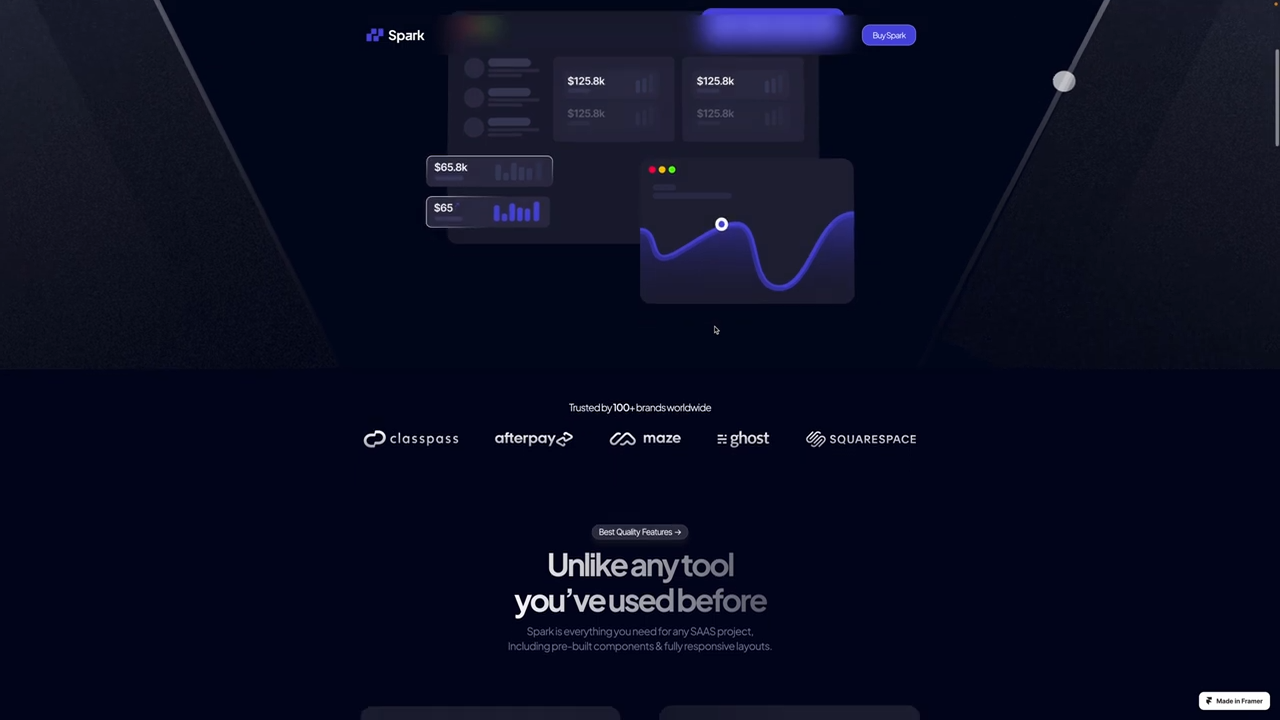 Spark
Buy Spark
$125.8k
$125.8k
$125.8k
$125.8k
$65.8k
$65
Trusted by 100+ brands worldwide
classpass
afterpay
maze
ghost
SQUARESPACE
Best Quality Features →
Unlike any tool
you've used before
Spark is everything you need for any SAAS project,
Including pre-built components & fully responsive layouts.
Made in Framer